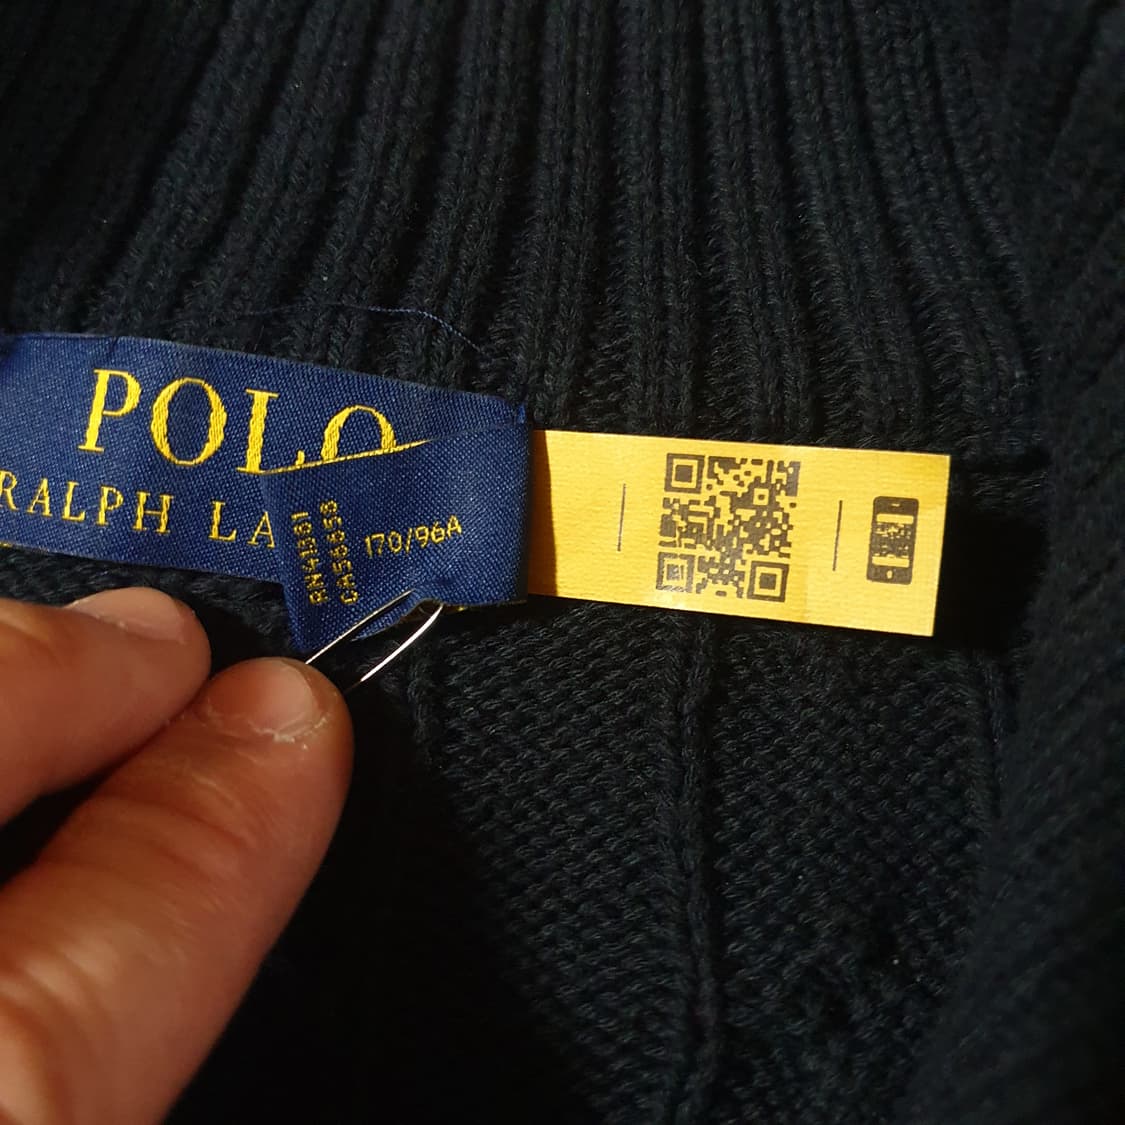 POLO
RALPH LA
RN41381
CA56658
170/96A